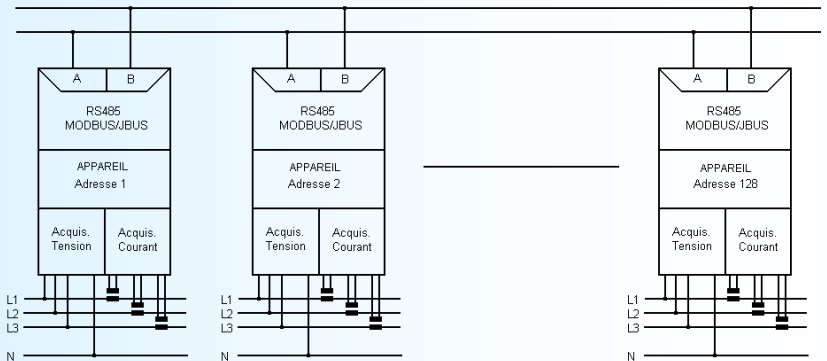 A B
RS485
MODBUS/JBUS
APPAREIL
Adresse 1
Acquis.
Tension
Acquis.
Courant
L1
L2
L3
N
A B
RS485
MODBUS/JBUS
APPAREIL
Adresse 2
Acquis.
Tension
Acquis.
Courant
L1
L2
L3
N
A B
RS485
MODBUS/JBUS
APPAREIL
Adresse 128
Acquis.
Tension
Acquis.
Courant
L1
L2
L3
N